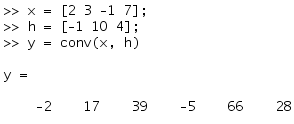 >> x = [2 3 -1 7];
>> h = [-1 10 4];
>> y = conv(x, h)
y =
-2 17 39 -5 66 28